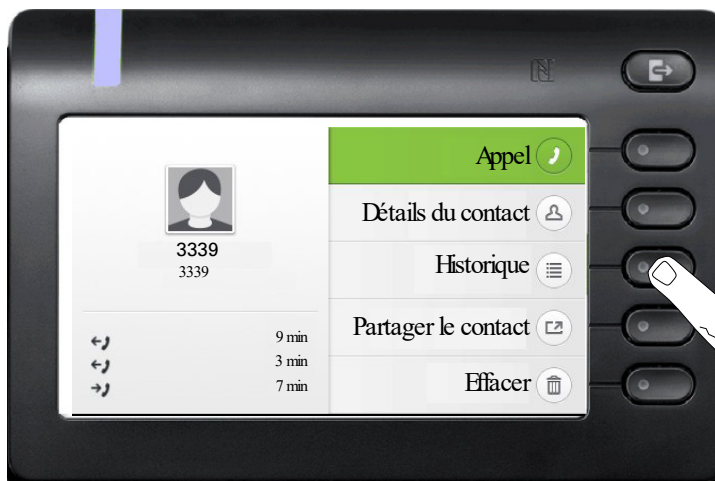 Appel
Détails du contact
3339
3339
Historique
Partager le contact
9 min
3 min
7 min
Effacer